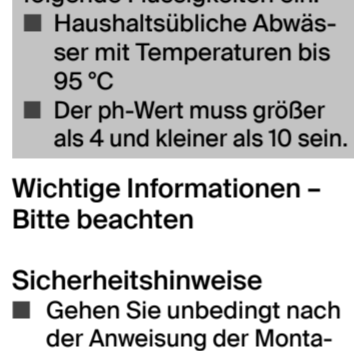 ■ Haushaltsübliche Abwäs-
ser mit Temperaturen bis
95 °C
■ Der ph-Wert muss größer
als 4 und kleiner als 10 sein.
Wichtige Informationen –
Bitte beachten
Sicherheitshinweise
■ Gehen Sie unbedingt nach
der Anweisung der Monta-